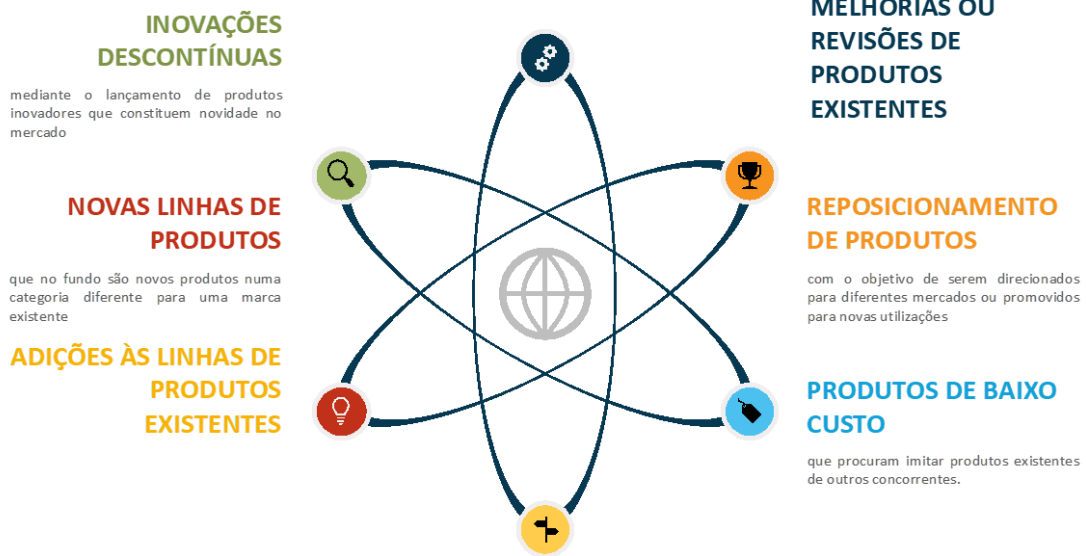 INOVAÇÕES
DESCONTÍNUAS
mediante o lançamento de produtos
inovadores que constituem novidade no
mercado
NOVAS LINHAS DE
PRODUTOS
que no fundo são novos produtos numa
categoria diferente para uma marca
existente
ADIÇÕES ÀS LINHAS DE
PRODUTOS
EXISTENTES
MELHORIAS OU
REVISÕES DE
PRODUTOS
EXISTENTES
REPOSICIONAMENTO
DE PRODUTOS
com o objetivo de serem direcionados
para diferentes mercados ou promovidos
para novas utilizações
PRODUTOS DE BAIXO
CUSTO
que procuram imitar produtos existentes
de outros concorrentes.